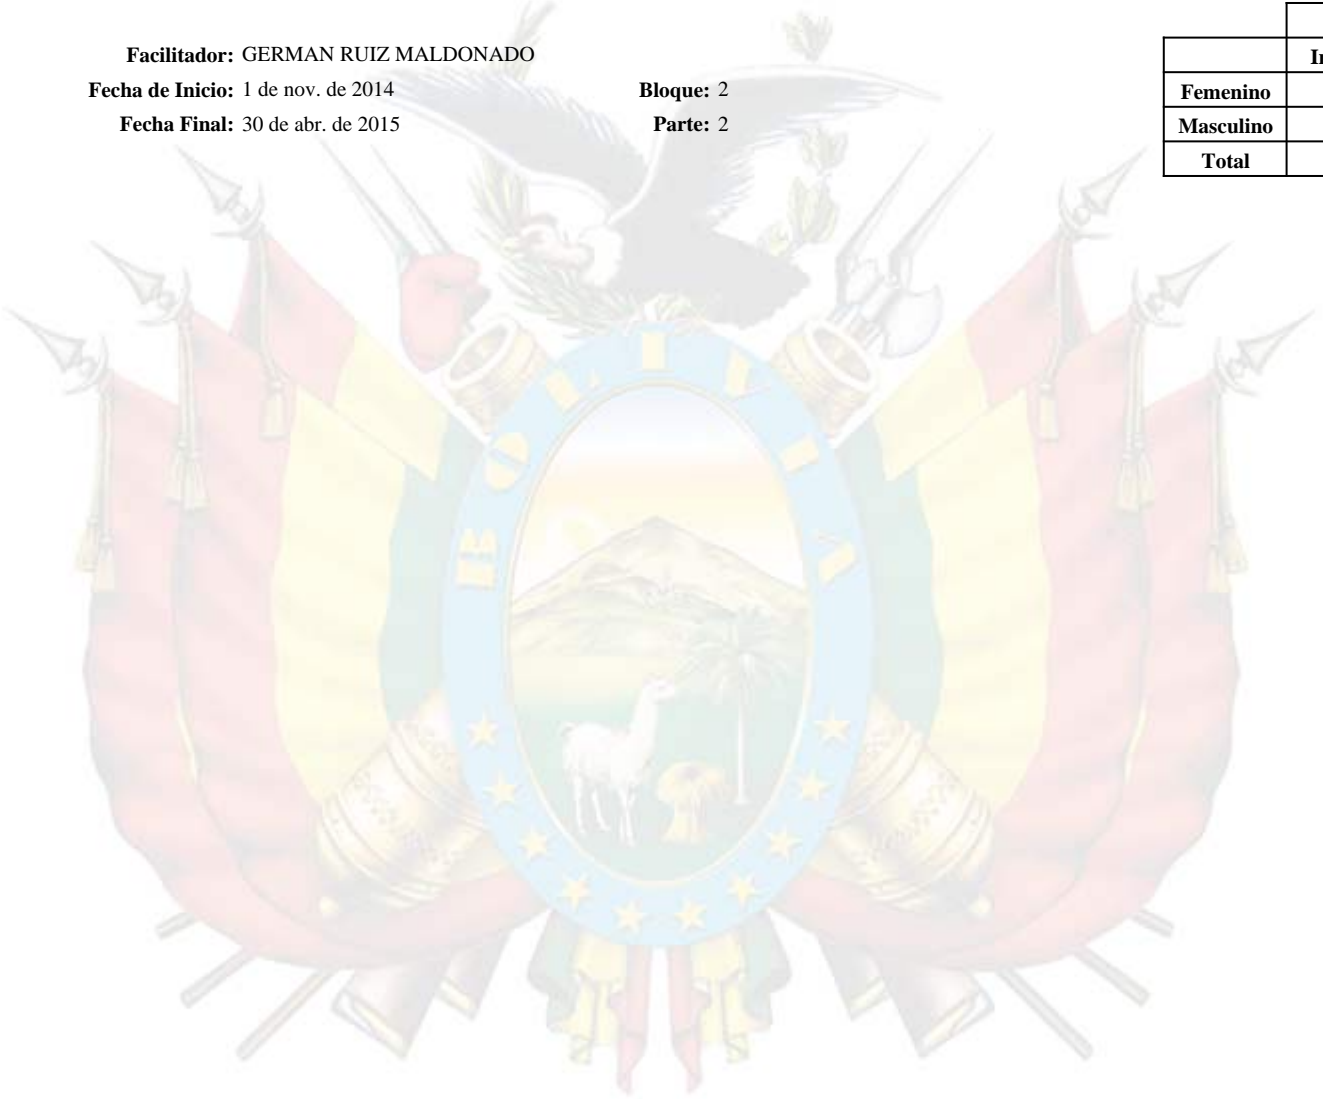 Facilitador: GERMAN RUIZ MALDONADO
Fecha de Inicio: 1 de nov. de 2014 Bloque: 2
Fecha Final: 30 de abr. de 2015 Parte: 2
Femenino
Masculino
Total
BOLIVIA